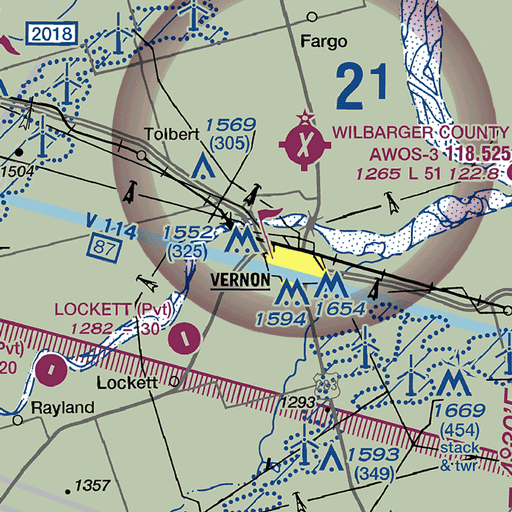 2018
Fargo
21
1569
(305)
Tolbert
WILBARGER COUNTY
AWOS-3 118.525
1265 L 51 122.8
1504
V 114
87
1552
(325)
VERNON
1594
1654
LOCKETT (Pvt)
1282 - 30
Pvt)
20
Lockett
Rayland
1293
1669
(454)
stack
& twr
1593
(349)
1357